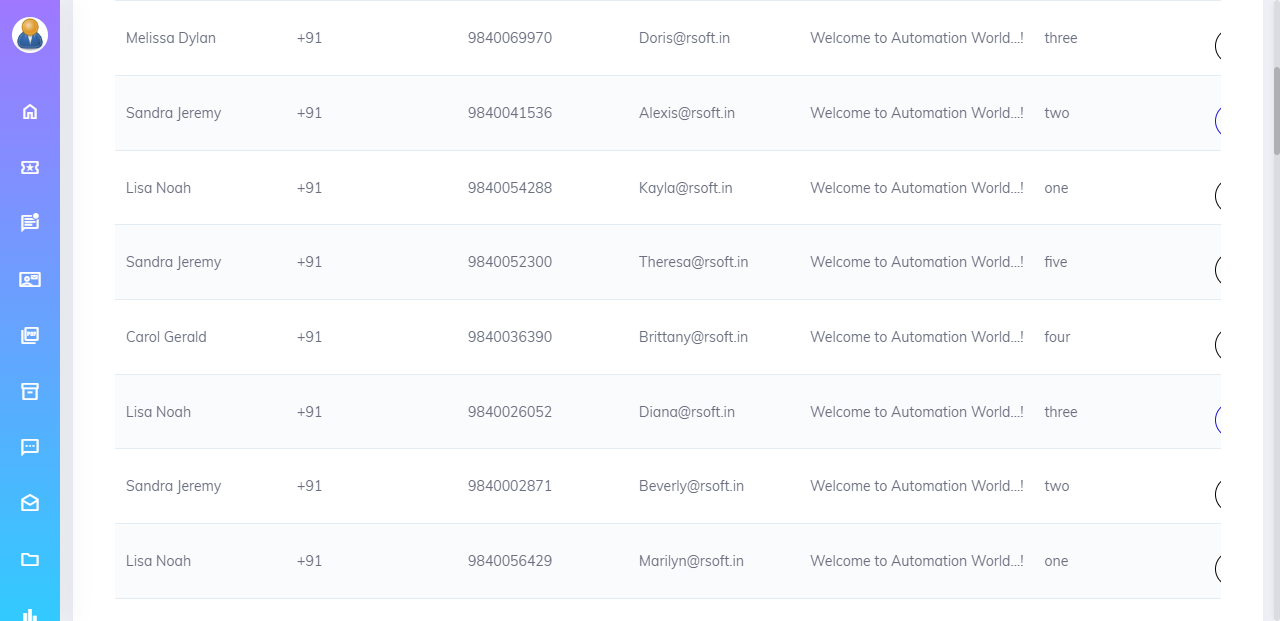 Melissa Dylan +91 9840069970 Doris@rsoft.in Welcome to Automation World...! three
Sandra Jeremy +91 9840041536 Alexis@rsoft.in Welcome to Automation World...! two
Lisa Noah +91 9840054288 Kayla@rsoft.in Welcome to Automation World...! one
Sandra Jeremy +91 9840052300 Theresa@rsoft.in Welcome to Automation World...! five
Carol Gerald +91 9840036390 Brittany@rsoft.in Welcome to Automation World...! four
Lisa Noah +91 9840026052 Diana@rsoft.in Welcome to Automation World...! three
Sandra Jeremy +91 9840002871 Beverly@rsoft.in Welcome to Automation World...! two
Lisa Noah +91 9840056429 Marilyn@rsoft.in Welcome to Automation World...! one